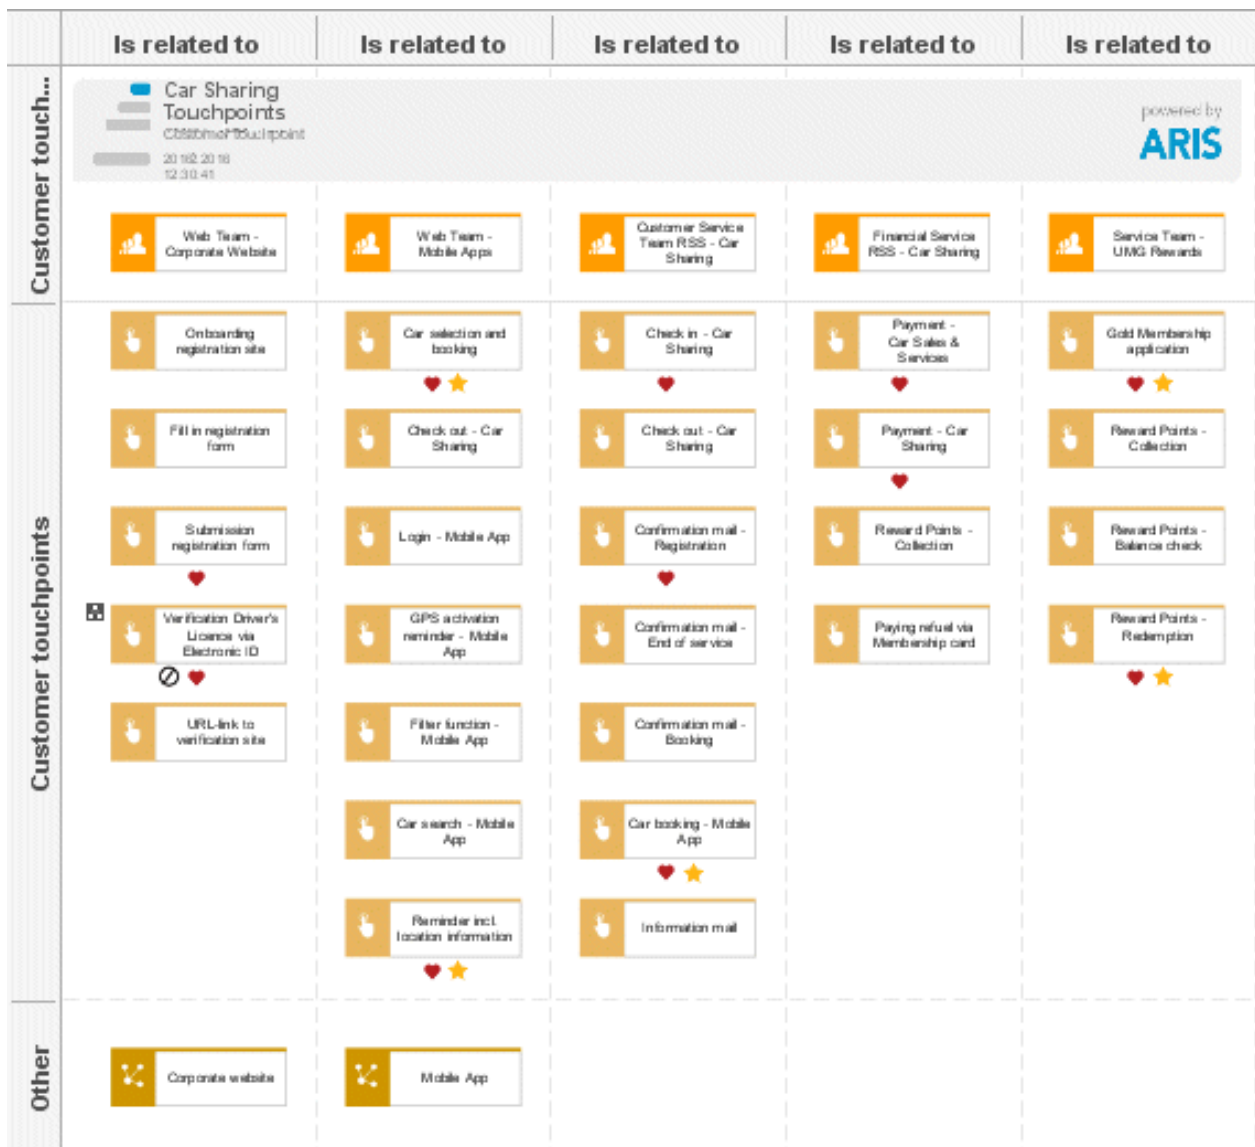 Is related to
Is related to
Is related to
Is related to
Is related to
Customer touch...
Car Sharing
Touchpoints
powered by
ARIS
12:30:41
Web Team -
Corporate Website
Web Team -
Mobile Apps
Customer Service
Team RSS - Car
Sharing
Financial Service
RSS - Car Sharing
Service Team -
UMG Rewards
Customer touchpoints
Onboarding
registration site
Car selection and
booking
Check in - Car
Sharing
Payment -
Car Sales &
Services
Gold Membership
application
Fill in registration
form
Check out - Car
Sharing
Check out - Car
Sharing
Payment - Car
Sharing
Reward Points -
Collection
Submission
registration form
Login - Mobile App
Confirmation mail -
Registration
Reward Points -
Collection
Reward Points -
Balance check
Verification Driver's
Licence via
Electronic ID
GPS activation
reminder - Mobile
App
Confirmation mail -
End of service
Paying refuel via
Membership card
Reward Points -
Redemption
URL-link to
verification site
Filter function -
Mobile App
Confirmation mail -
Booking
Car search - Mobile
App
Car booking - Mobile
App
Reminder incl.
location information
Information mail
Other
Corporate website
Mobile App